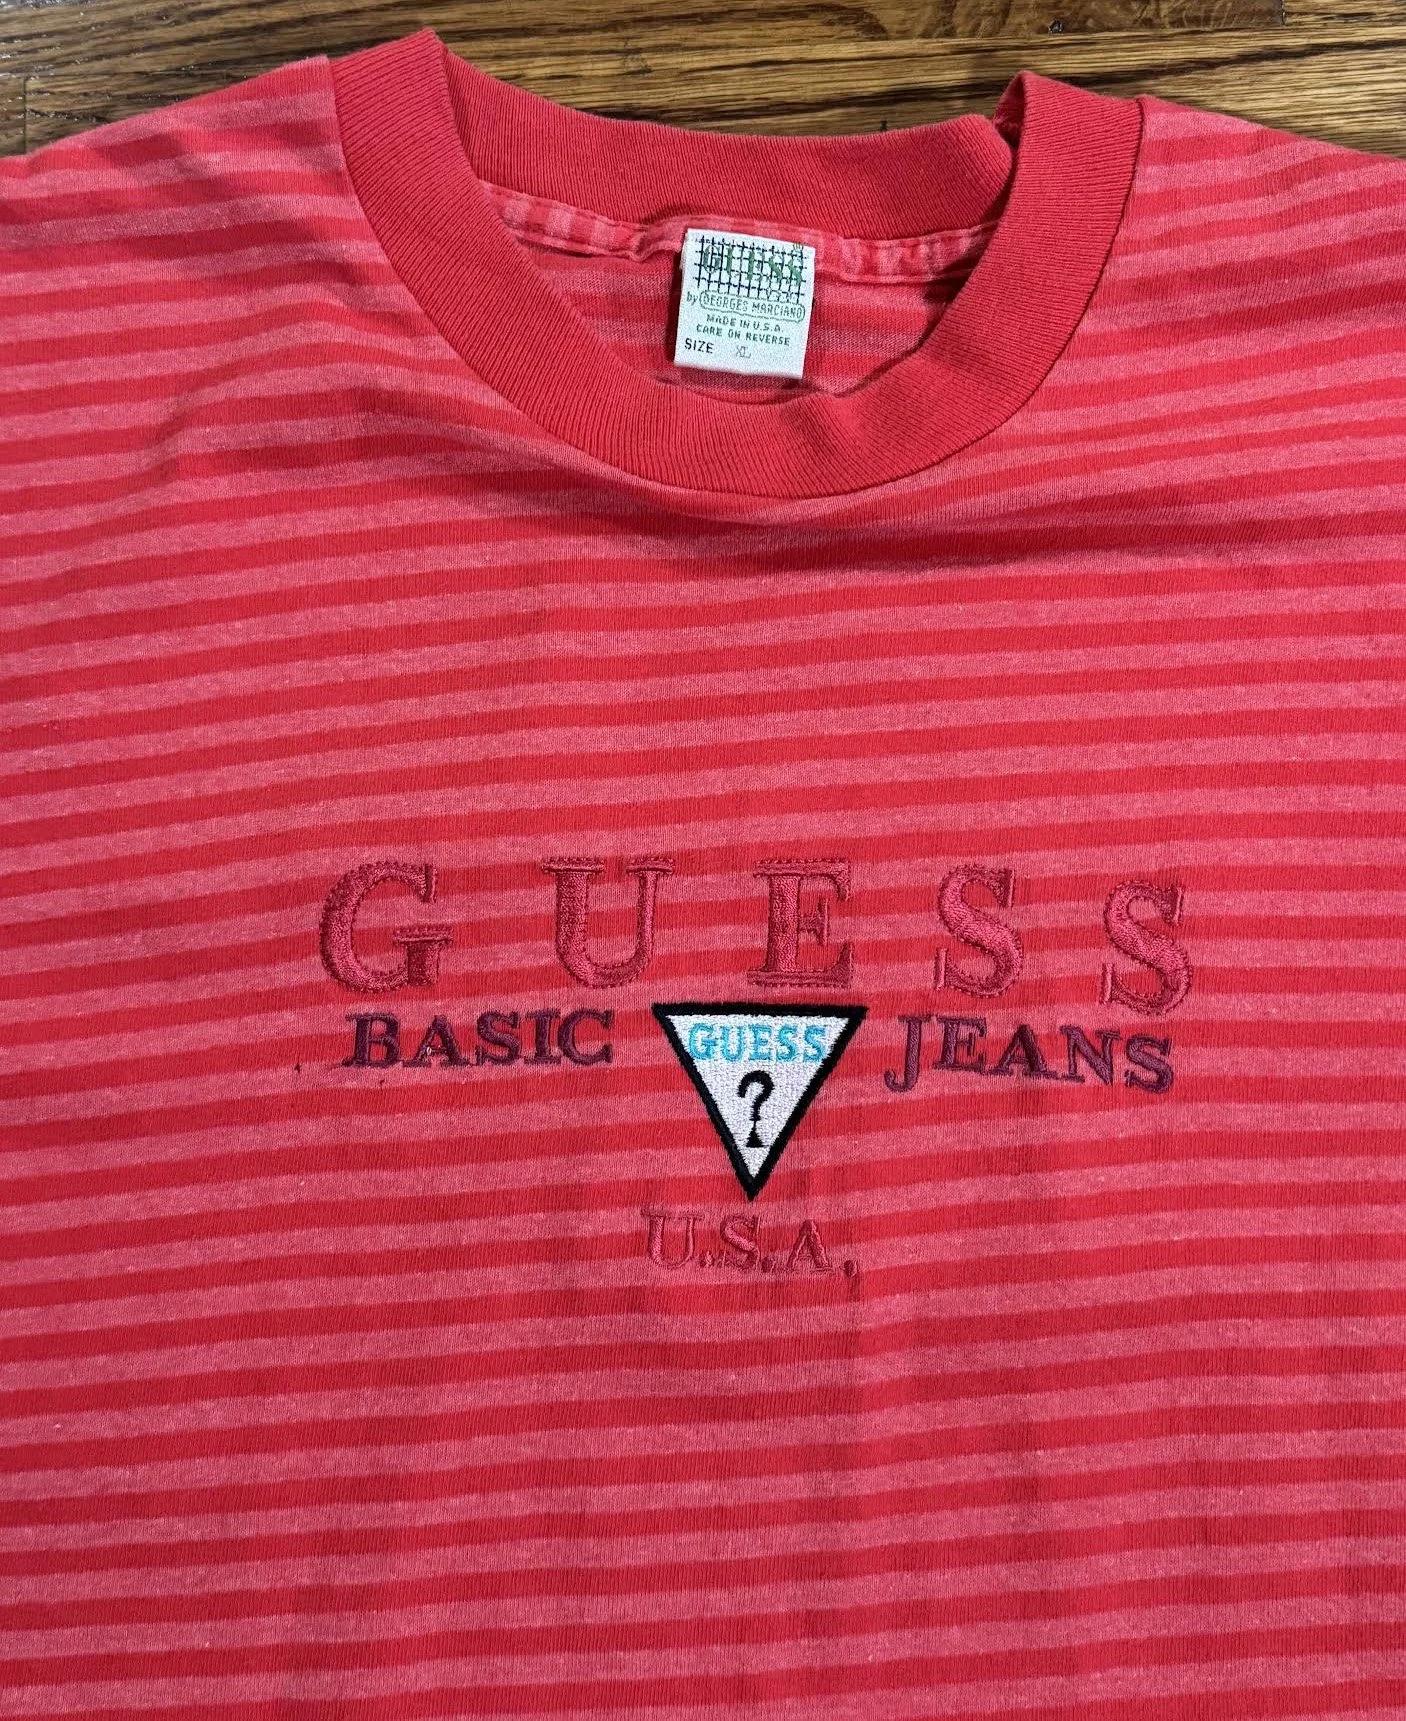 GUESS
by GEORGES MARCIANO
MADE IN U.S.A.
CARE ON REVERSE
SIZE XL
GUESS
BASIC JEANS
GUESS
?
U.S.A.